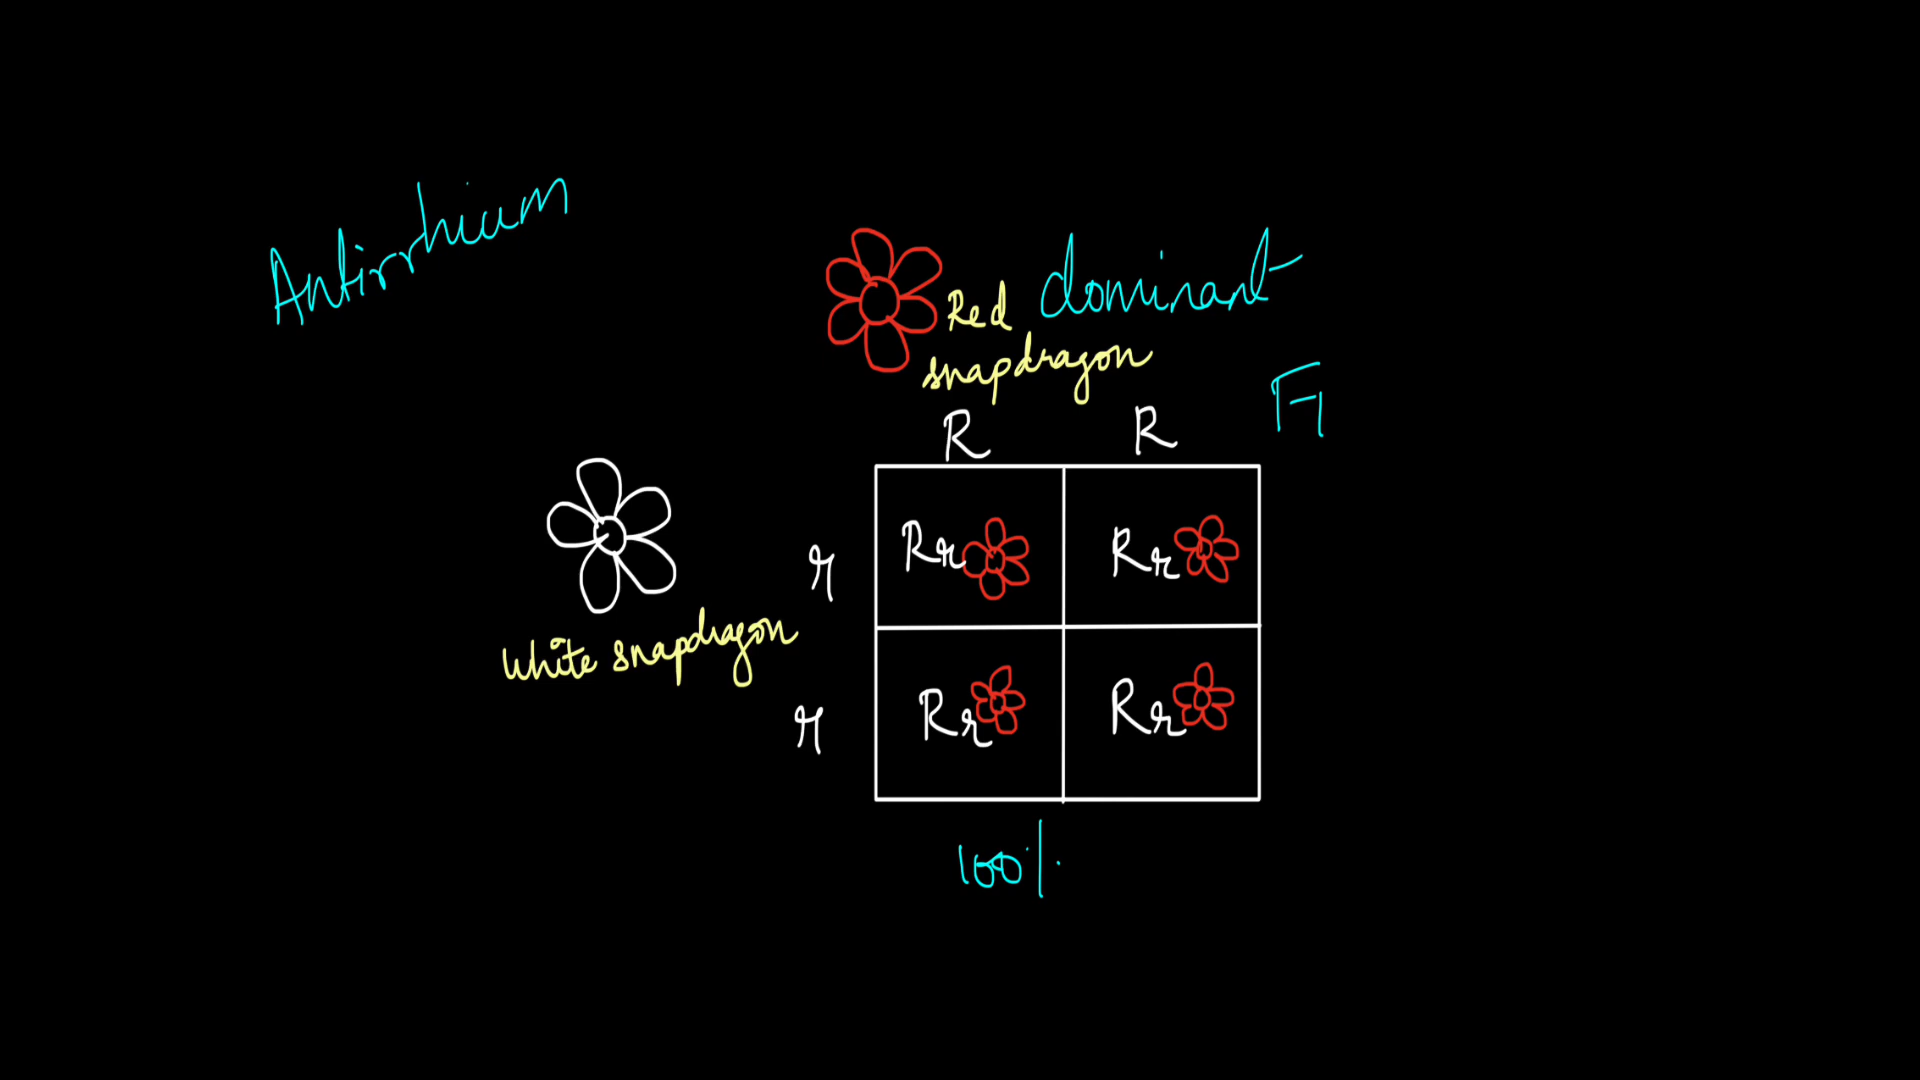 Antirrhium
Red dominant
snapdragon
F1
R R
r Rr Rr
White snapdragon
r Rr Rr
100%